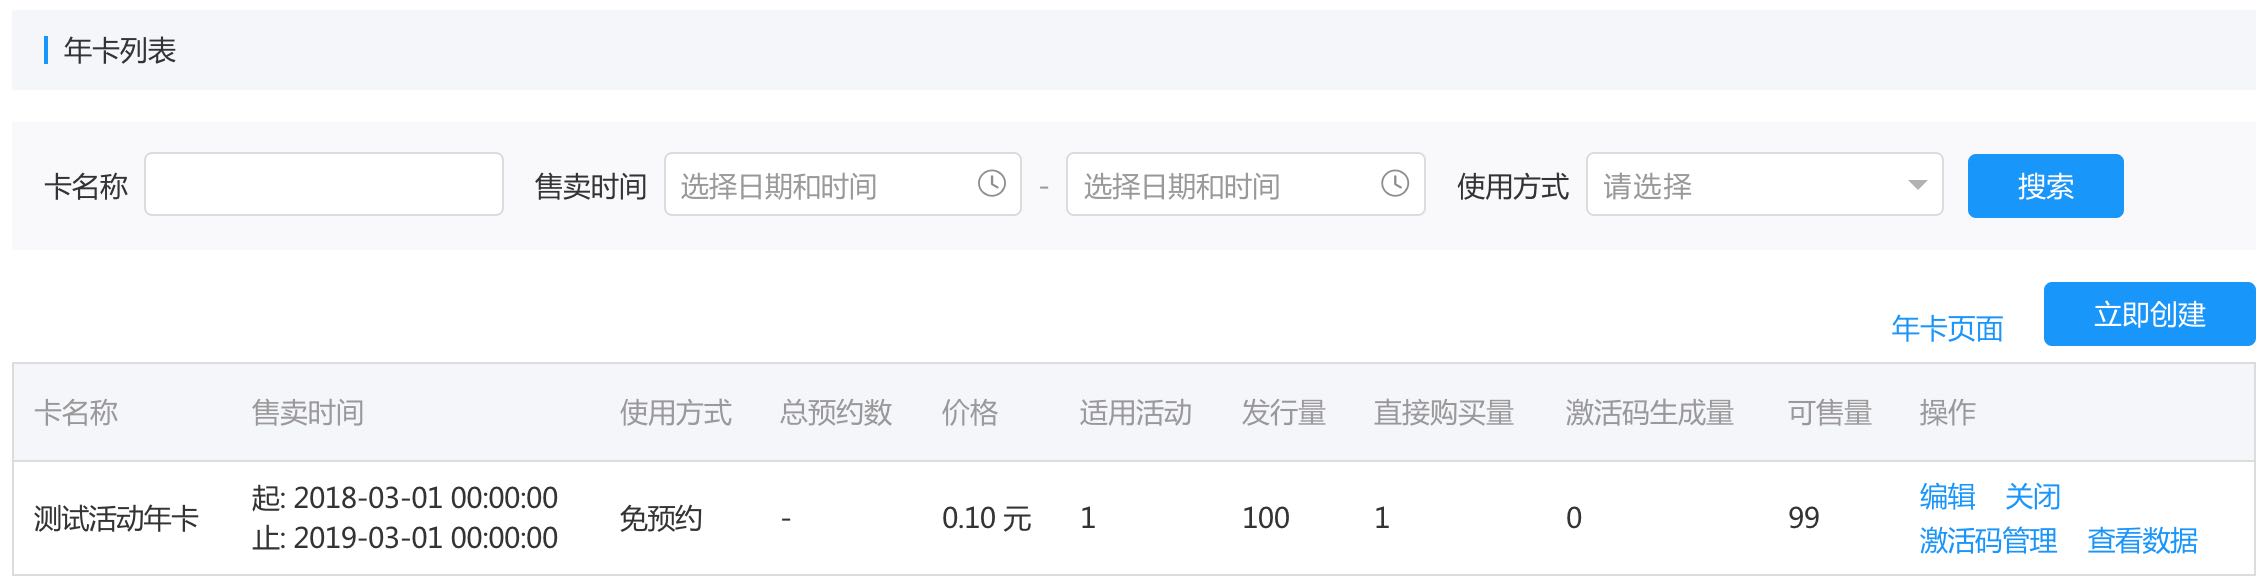 年卡列表
卡名称 售卖时间 选择日期和时间 - 选择日期和时间 使用方式 请选择 搜索
年卡页面 立即创建
卡名称 售卖时间 使用方式 总预约数 价格 适用活动 发行量 直接购买量 激活码生成量 可售量 操作
测试活动年卡 起: 2018-03-01 00:00:00 免预约 - 0.10 元 1 100 1 0 99 编辑 关闭
止: 2019-03-01 00:00:00 激活码管理 查看数据